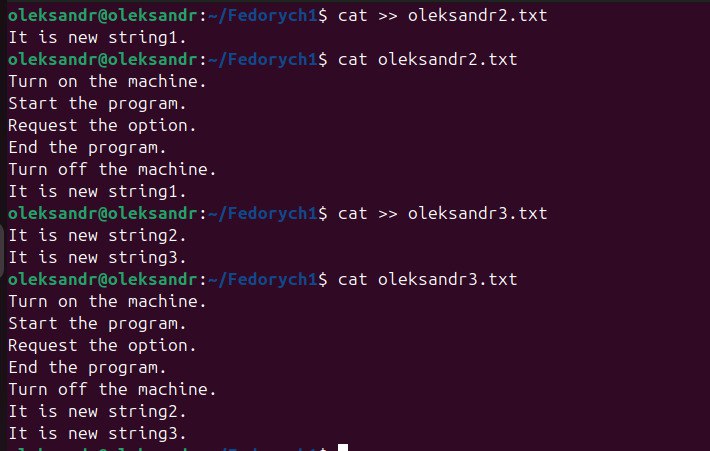 oleksandr@oleksandr:~/Fedorych1$ cat >> oleksandr2.txt
It is new string1.
oleksandr@oleksandr:~/Fedorych1$ cat oleksandr2.txt
Turn on the machine.
Start the program.
Request the option.
End the program.
Turn off the machine.
It is new string1.
oleksandr@oleksandr:~/Fedorych1$ cat >> oleksandr3.txt
It is new string2.
It is new string3.
oleksandr@oleksandr:~/Fedorych1$ cat oleksandr3.txt
Turn on the machine.
Start the program.
Request the option.
End the program.
Turn off the machine.
It is new string2.
It is new string3.
oleksandr@oleksandr:~/Fedorych1$